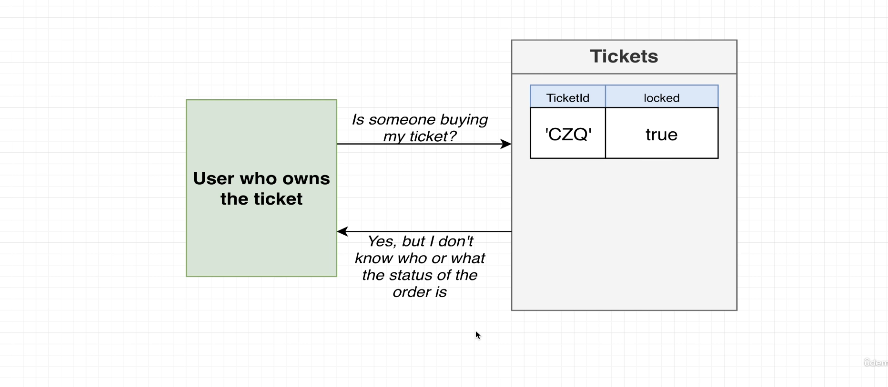 Tickets
TicketId
locked
'CZQ'
true
Is someone buying
my ticket?
User who owns
the ticket
Yes, but I don't
know who or what
the status of the
order is